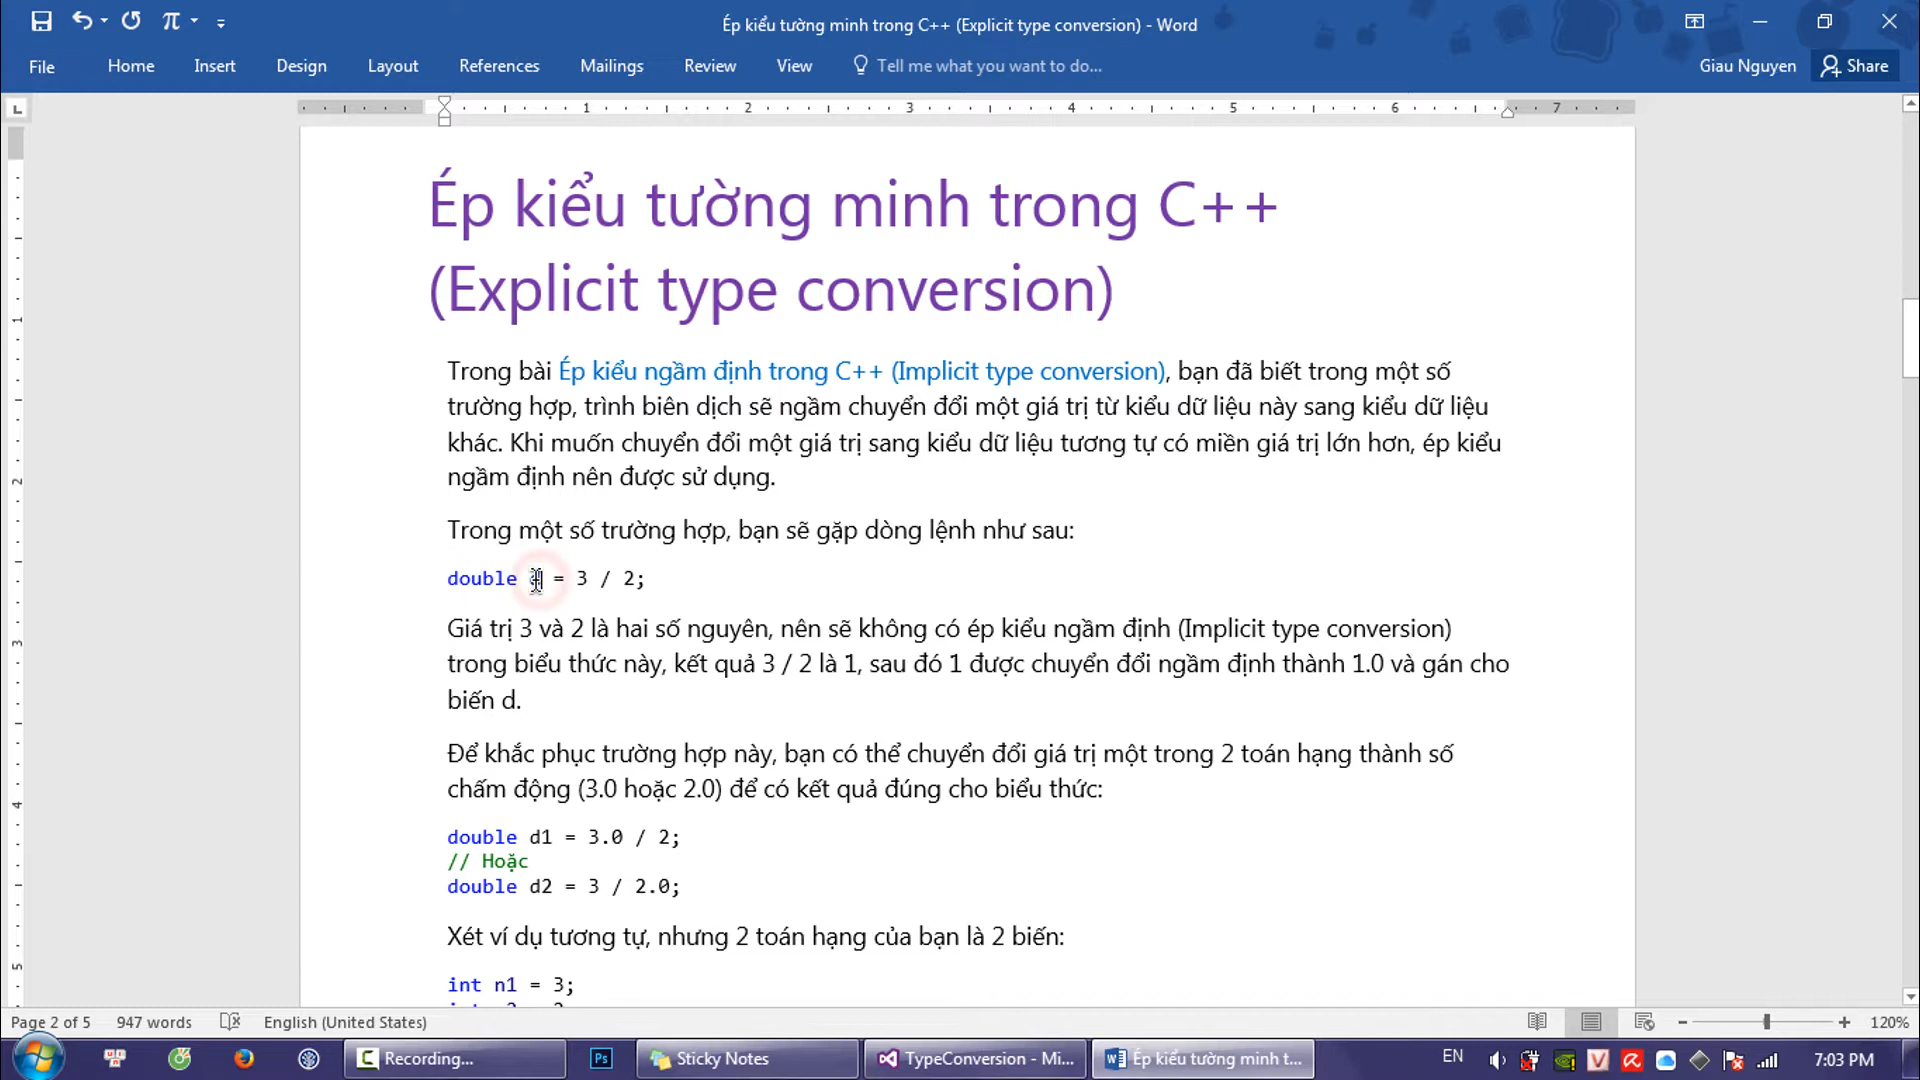 Ép kiểu tường minh trong C++ (Explicit type conversion) - Word
File Home Insert Design Layout References Mailings Review View Tell me what you want to do... Giau Nguyen Share
1 2 3 4 5 6 7
Ép kiểu tường minh trong C++
(Explicit type conversion)
Trong bài Ép kiểu ngầm định trong C++ (Implicit type conversion), bạn đã biết trong một số
trường hợp, trình biên dịch sẽ ngầm chuyển đổi một giá trị từ kiểu dữ liệu này sang kiểu dữ liệu
khác. Khi muốn chuyển đổi một giá trị sang kiểu dữ liệu tương tự có miền giá trị lớn hơn, ép kiểu
ngầm định nên được sử dụng.
Trong một số trường hợp, bạn sẽ gặp dòng lệnh như sau:
double d = 3 / 2;
Giá trị 3 và 2 là hai số nguyên, nên sẽ không có ép kiểu ngầm định (Implicit type conversion)
trong biểu thức này, kết quả 3 / 2 là 1, sau đó 1 được chuyển đổi ngầm định thành 1.0 và gán cho
biến d.
Để khắc phục trường hợp này, bạn có thể chuyển đổi giá trị một trong 2 toán hạng thành số
chấm động (3.0 hoặc 2.0) để có kết quả đúng cho biểu thức:
double d1 = 3.0 / 2;
// Hoặc
double d2 = 3 / 2.0;
Xét ví dụ tương tự, nhưng 2 toán hạng của bạn là 2 biến:
int n1 = 3;
Page 2 of 5 947 words English (United States) 120%
Recording... Ps Sticky Notes TypeConversion - Mi... Ép kiểu tường minh t... EN 7:03 PM